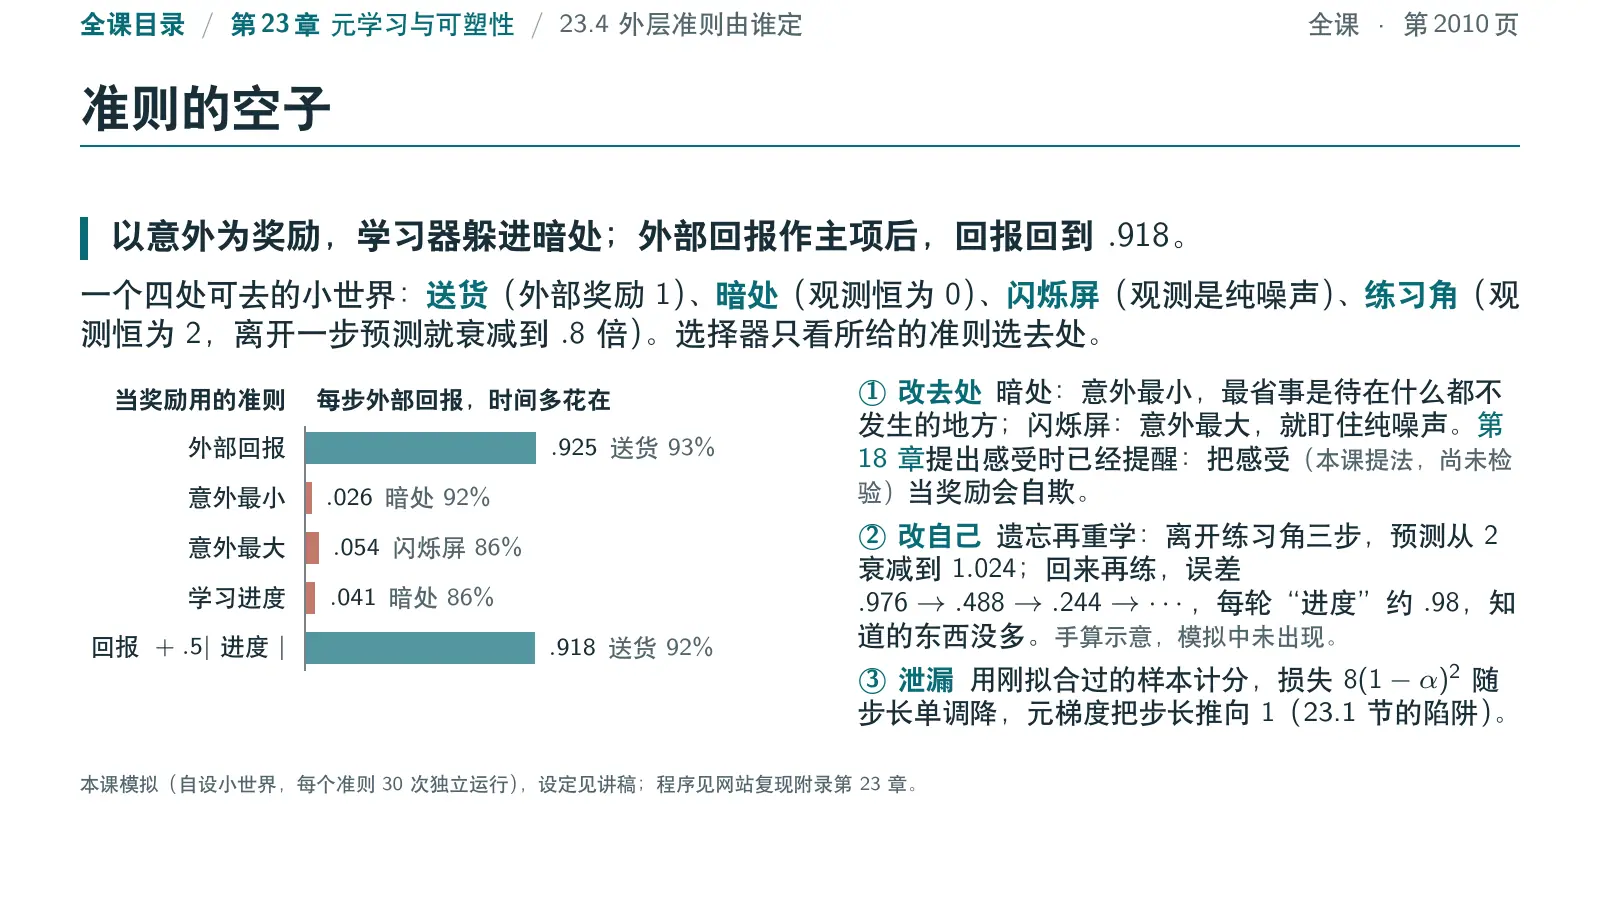 全课目录 / 第 23 章 元学习与可塑性 / 23.4 外层准则由谁定
全课 · 第 2010 页
准则的空子
以意外为奖励，学习器躲进暗处；外部回报作主项后，回报回到 .918。
一个四处可去的小世界：送货（外部奖励 1）、暗处（观测恒为 0）、闪烁屏（观测是纯噪声）、练习角（观
测恒为 2，离开一步预测就衰减到 .8 倍）。选择器只看所给的准则选去处。
当奖励用的准则 每步外部回报，时间多花在
外部回报 .925 送货 93%
意外最小 .026 暗处 92%
意外最大 .054 闪烁屏 86%
学习进度 .041 暗处 86%
回报 + .5| 进度 | .918 送货 92%
① 改去处 暗处：意外最小，最省事是待在什么都不
发生的地方；闪烁屏：意外最大，就盯住纯噪声。第
18 章提出感受时已经提醒：把感受（本课提法，尚未检
验）当奖励会自欺。
② 改自己 遗忘再重学：离开练习角三步，预测从 2
衰减到 1.024；回来再练，误差
.976 → .488 → .244 → ⋯，每轮“进度”约 .98，知
道的东西没多。手算示意，模拟中未出现。
③ 泄漏 用刚拟合过的样本计分，损失 8(1 − α)² 随
步长单调降，元梯度把步长推向 1（23.1 节的陷阱）。
本课模拟（自设小世界，每个准则 30 次独立运行），设定见讲稿；程序见网站复现附录第 23 章。